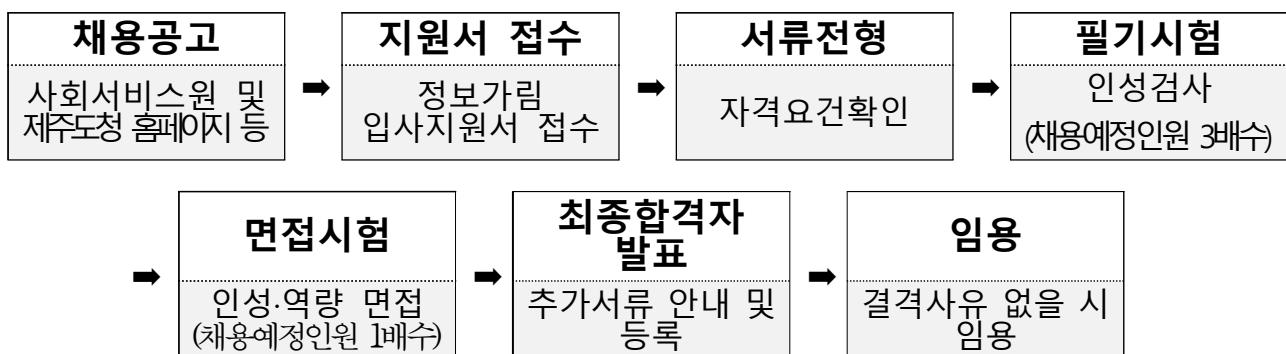 채용공고
사회서비스원 및
제주도청 홈페이지 등
➡
지원서 접수
정보가림
입사지원서 접수
➡
서류전형
자격요건확인
➡
필기시험
인성검사
(채용예정인원 3배수)
➡
면접시험
인성·역량 면접
(채용예정인원 1배수)
➡
최종합격자
발표
추가서류 안내 및
등록
➡
임용
결격사유 없을 시
임용